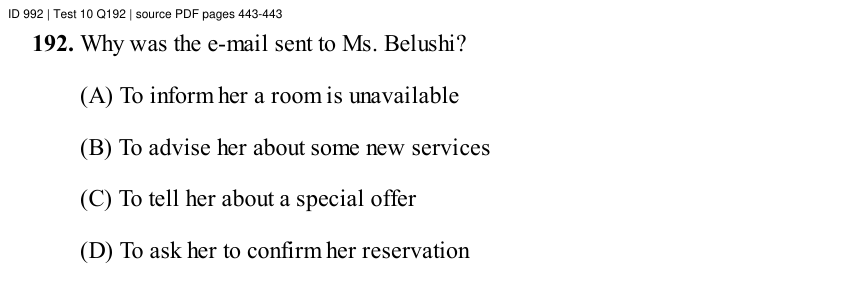 ID 992 | Test 10 Q192 | source PDF pages 443-443
192. Why was the e-mail sent to Ms. Belushi?
(A) To inform her a room is unavailable
(B) To advise her about some new services
(C) To tell her about a special offer
(D) To ask her to confirm her reservation